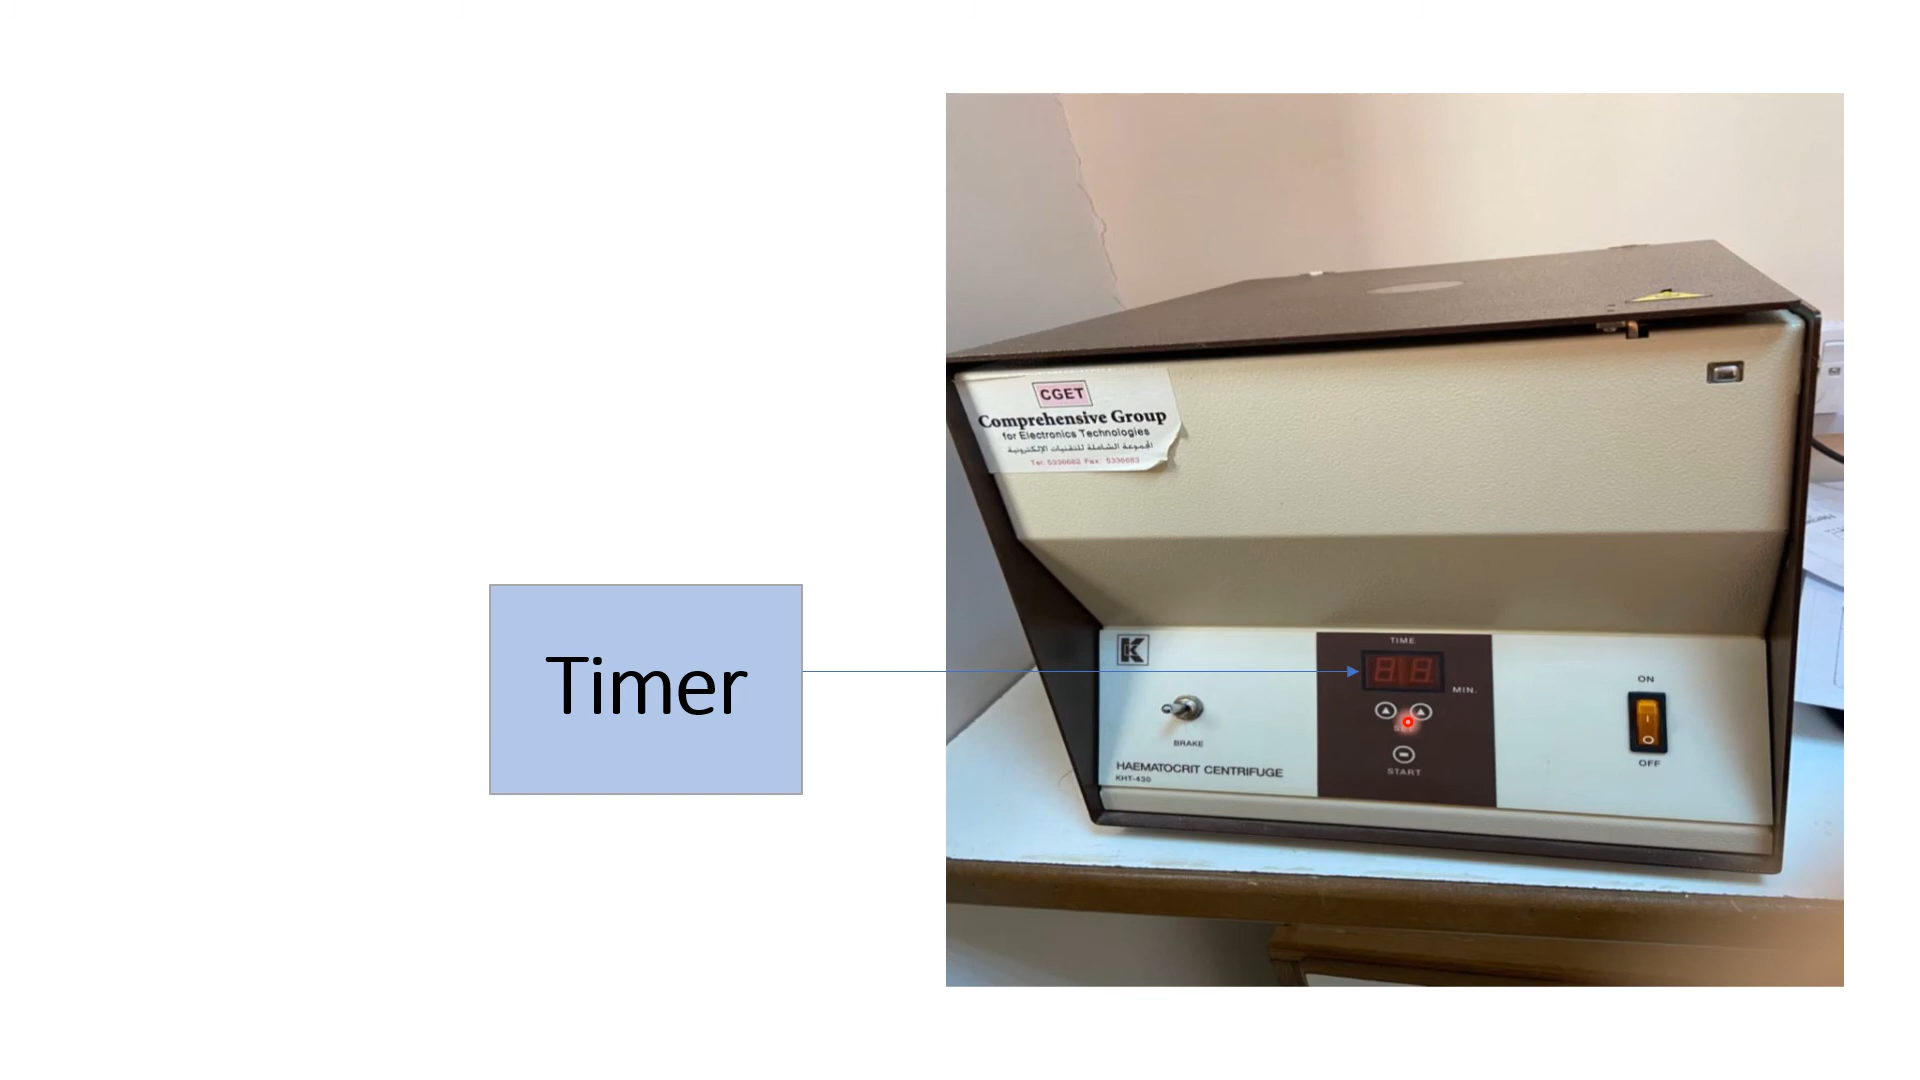 Timer
CGET
Comprehensive Group
for Electronics Technologies
المجموعة الشاملة للتقنيات الإلكترونية
Tel: 5336682 Fax: 5336683
TIME
88
MIN.
START
BRAKE
HAEMATOCRIT CENTRIFUGE
KHT-430
ON
I
O
OFF